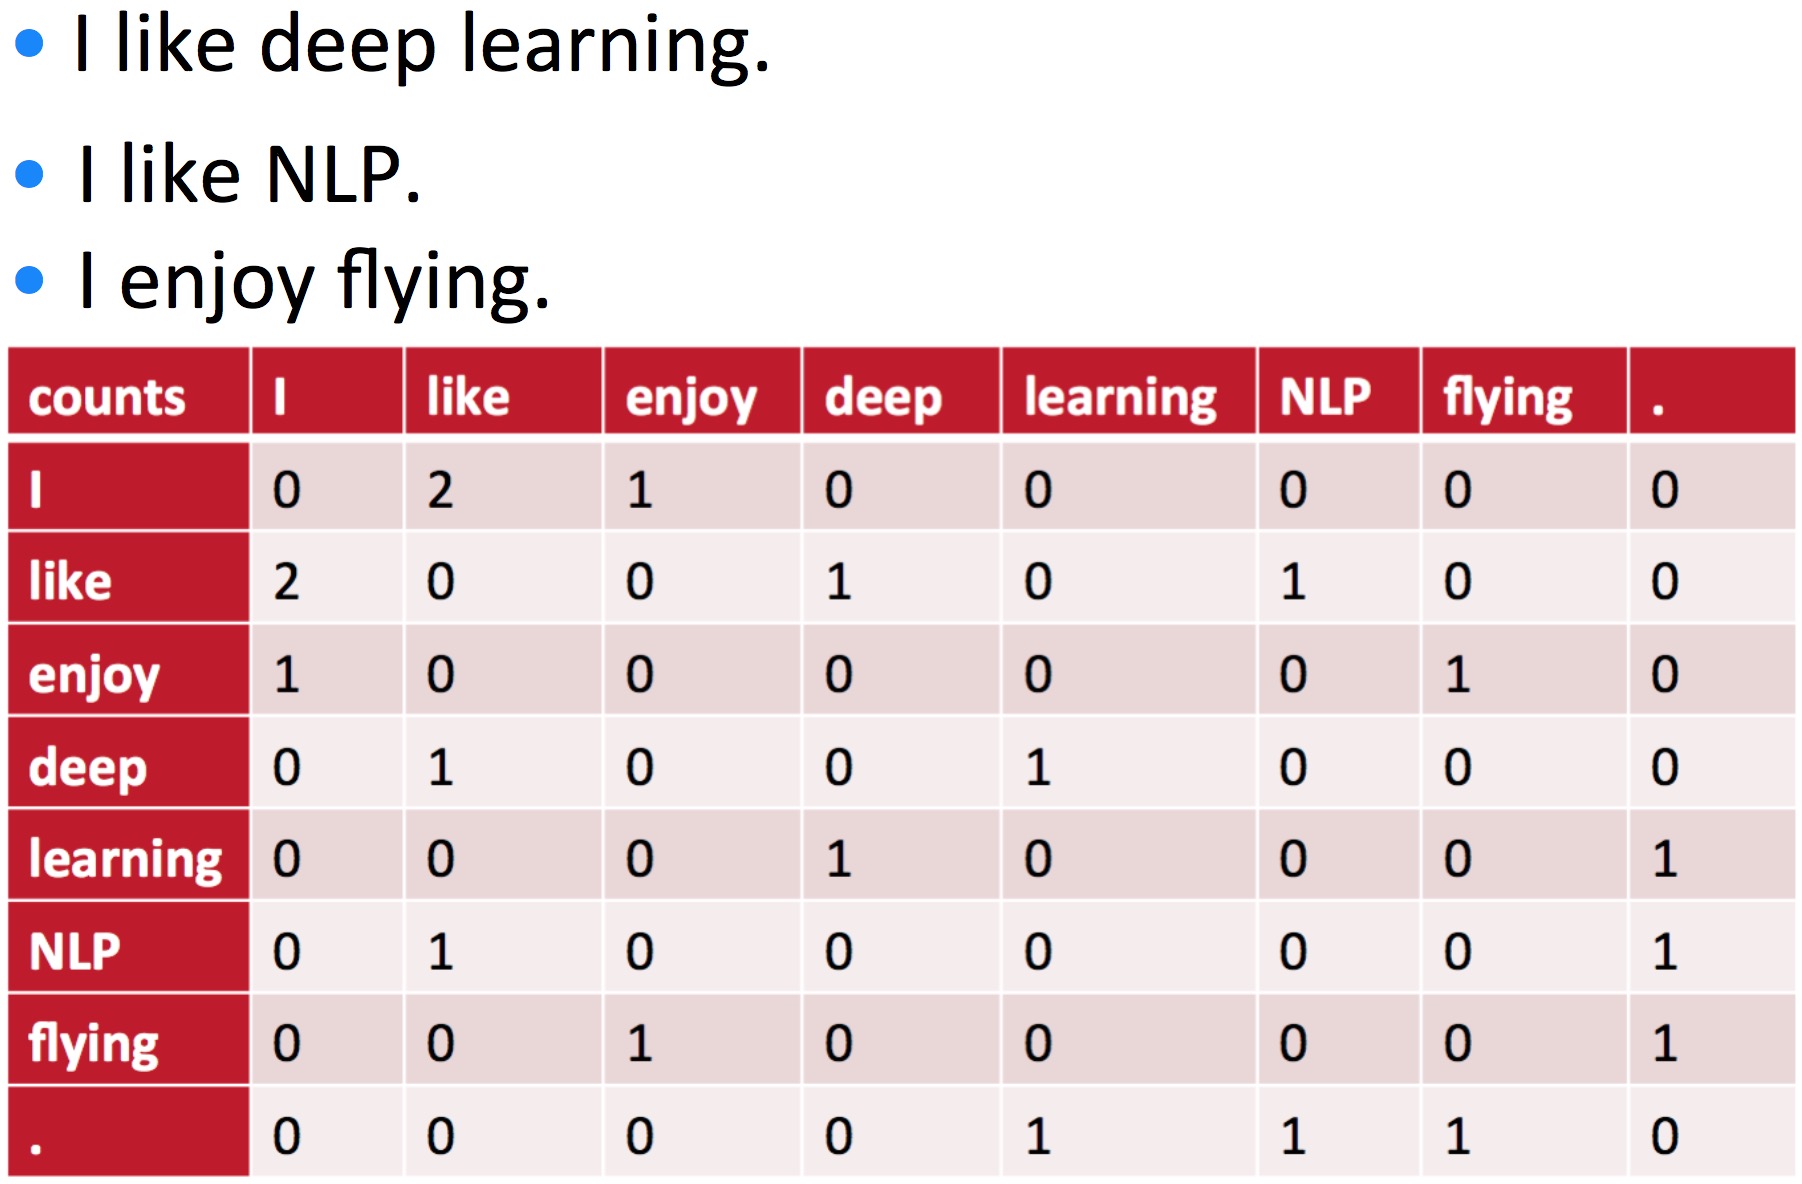 • I like deep learning.
• I like NLP.
• I enjoy flying.
counts I like enjoy deep learning NLP flying .
I 0 2 1 0 0 0 0 0
like 2 0 0 1 0 1 0 0
enjoy 1 0 0 0 0 0 1 0
deep 0 1 0 0 1 0 0 0
learning 0 0 0 1 0 0 0 1
NLP 0 1 0 0 0 0 0 1
flying 0 0 1 0 0 0 0 1
. 0 0 0 0 1 1 1 0